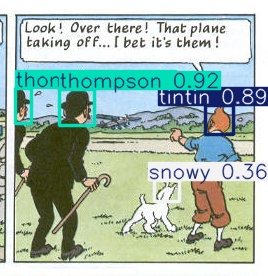 Look! Over there! That plane
taking off... I bet it's them!
thonthompson 0.92
tintin 0.89
snowy 0.36